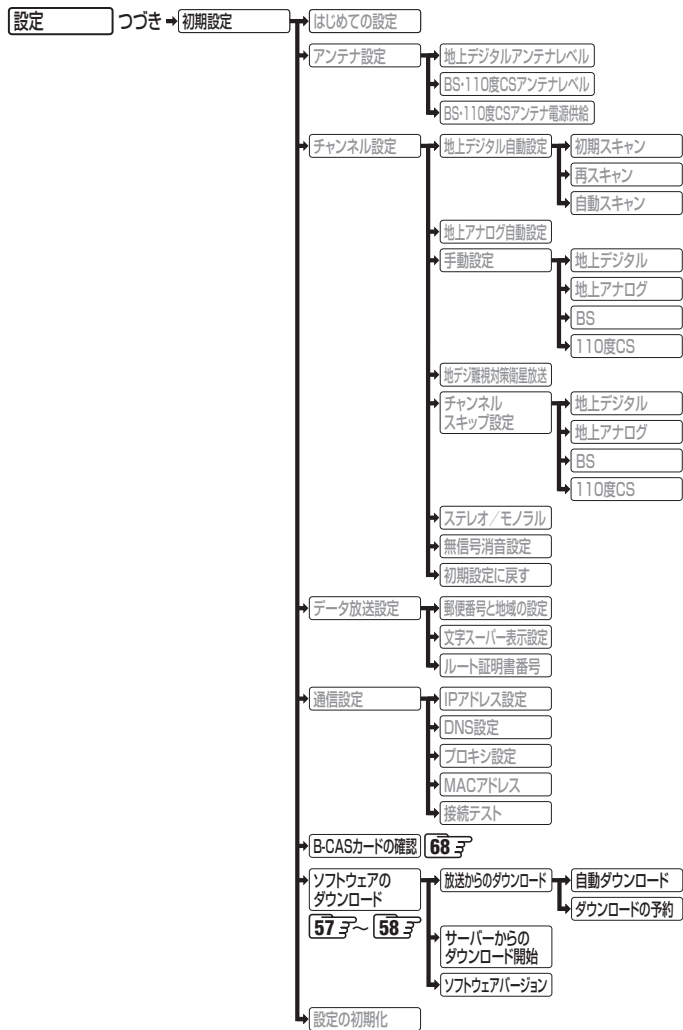 設定 つづき 初期設定 はじめての設定
アンテナ設定 地上デジタルアンテナレベル
BS・110度CSアンテナレベル
BS・110度CSアンテナ電源供給
チャンネル設定 地上デジタル自動設定 初期スキャン
再スキャン
自動スキャン
地上アナログ自動設定
手動設定 地上デジタル
地上アナログ
BS
110度CS
地デジ難視対策衛星放送
チャンネル
スキップ設定
地上デジタル
地上アナログ
BS
110度CS
ステレオ／モノラル
無信号消音設定
初期設定に戻す
データ放送設定 郵便番号と地域の設定
文字スーパー表示設定
ルート証明書番号
通信設定 IPアドレス設定
DNS設定
プロキシ設定
MACアドレス
接続テスト
B-CASカードの確認 68
ソフトウェアの
ダウンロード
57 ～ 58
放送からのダウンロード 自動ダウンロード
ダウンロードの予約
サーバーからの
ダウンロード開始
ソフトウェアバージョン
設定の初期化